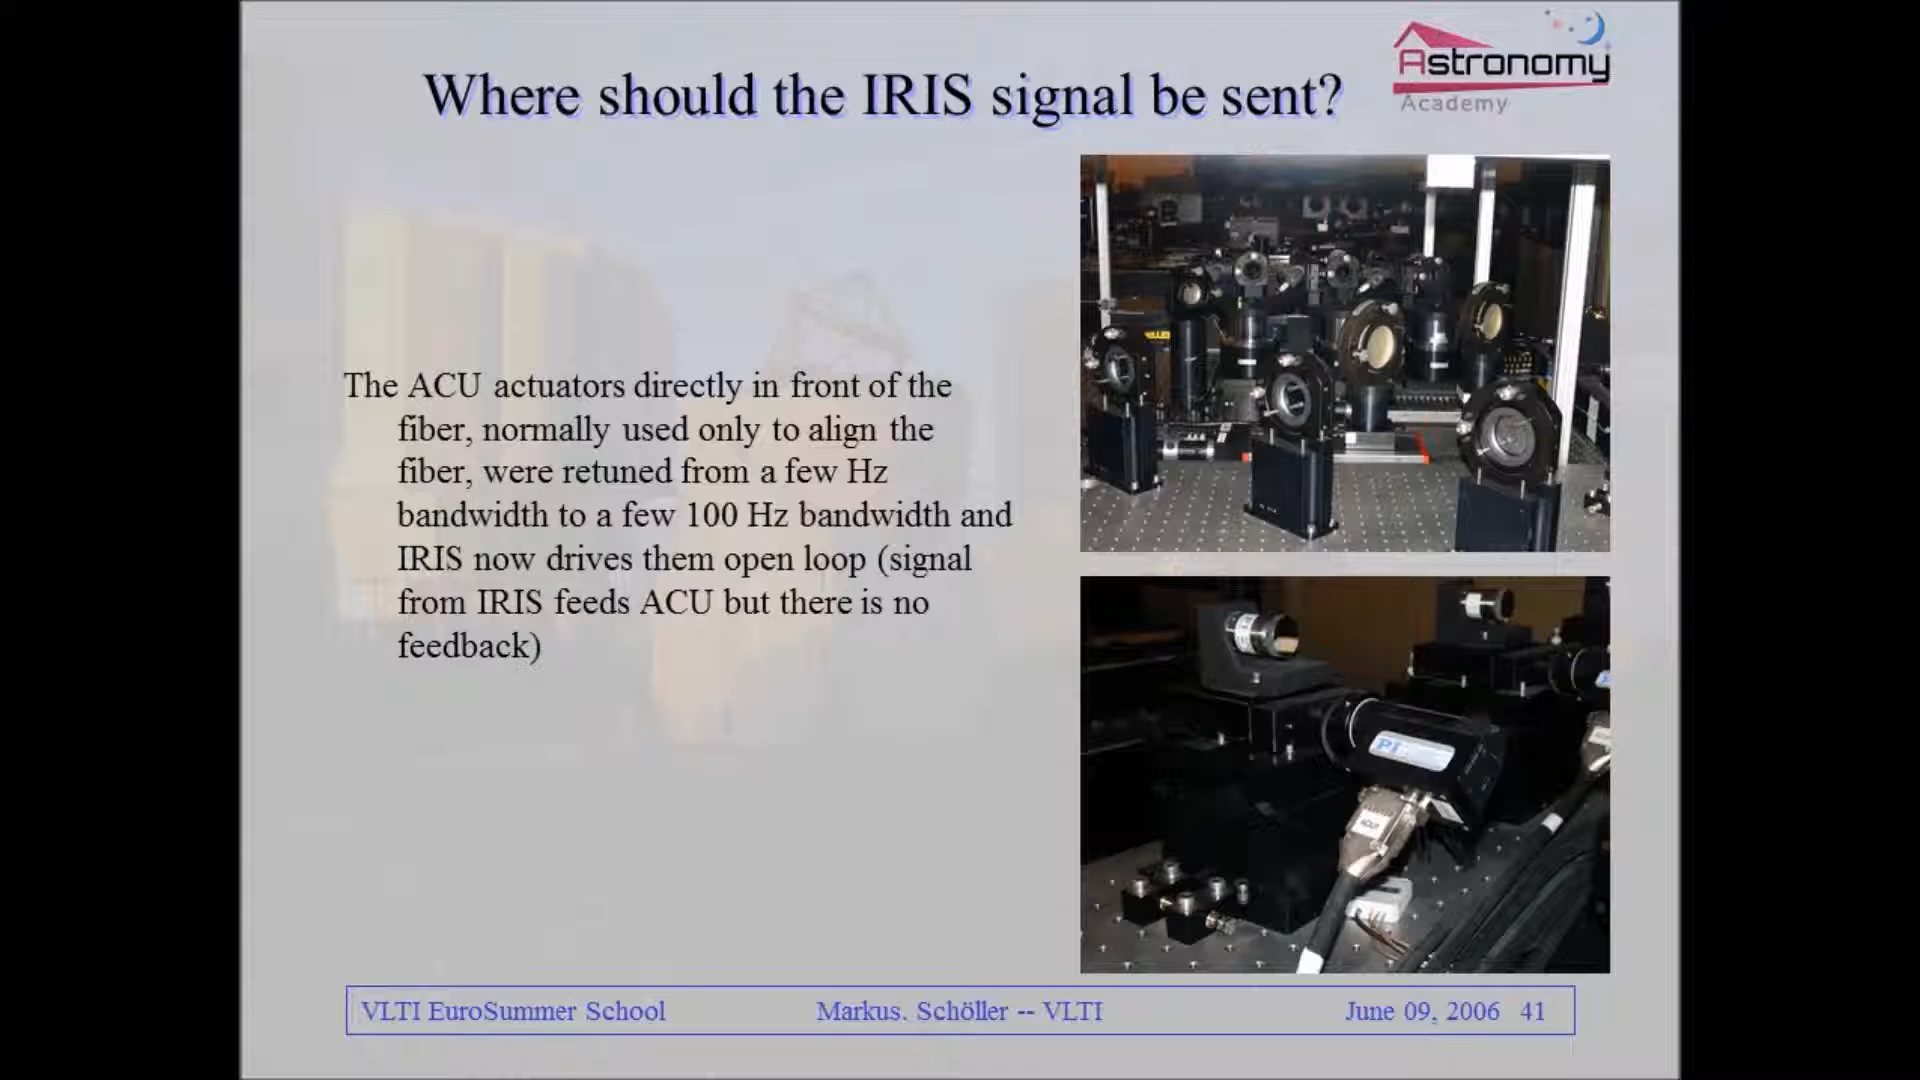 Where should the IRIS signal be sent?
Astronomy
Academy
The ACU actuators directly in front of the
fiber, normally used only to align the
fiber, were retuned from a few Hz
bandwidth to a few 100 Hz bandwidth and
IRIS now drives them open loop (signal
from IRIS feeds ACU but there is no
feedback)
PI
VLTI EuroSummer School Markus. Schöller -- VLTI June 09, 2006 41